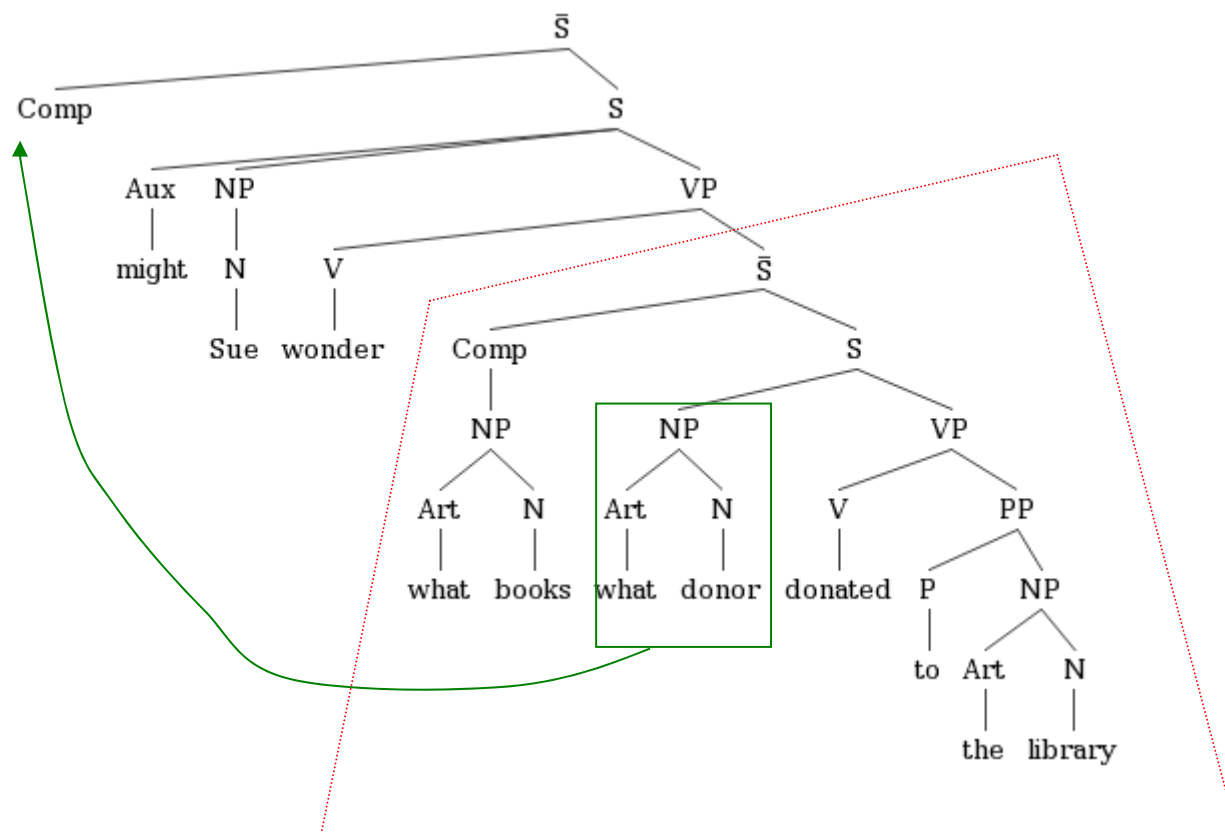 S̄
Comp S
Aux NP VP
might N V S̄
Sue wonder Comp S
NP NP VP
Art N Art N V PP
what books what donor donated P NP
to Art N
the library